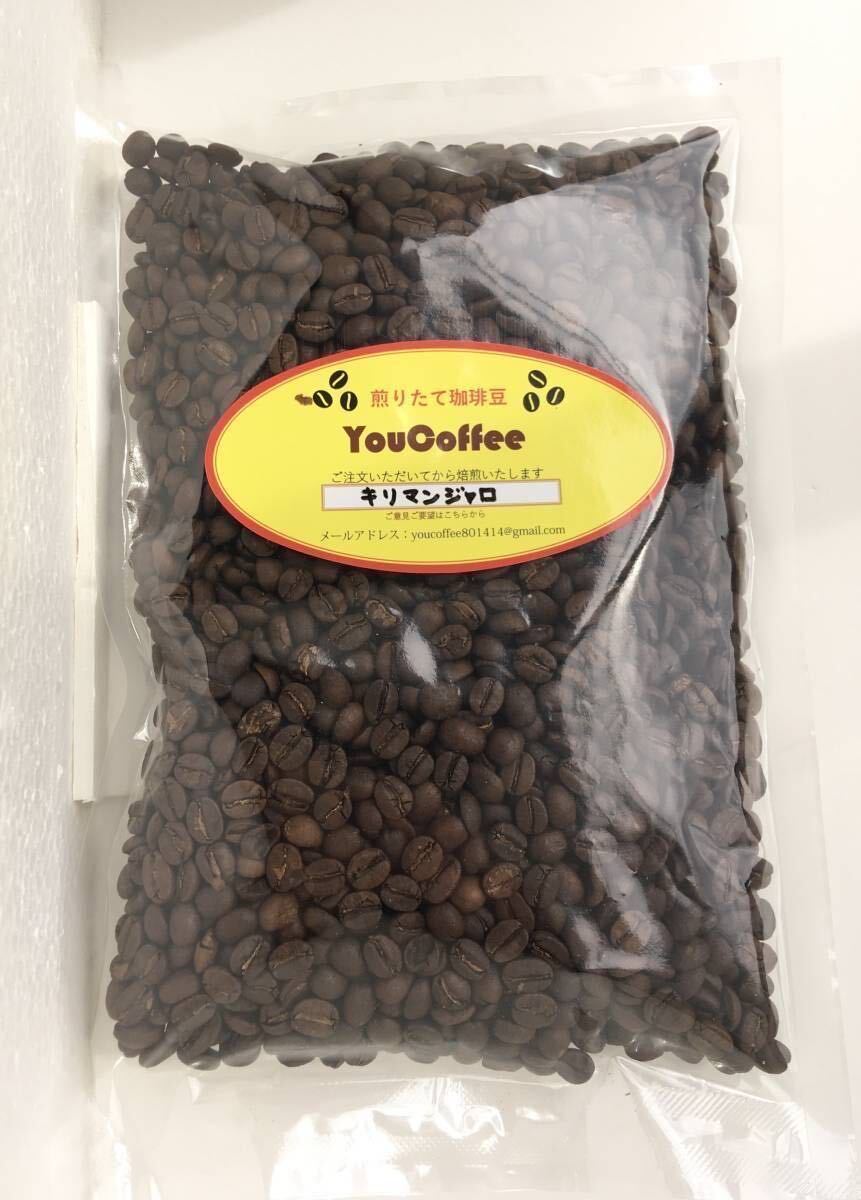 煎りたて珈琲豆
YouCoffee
ご注文いただいてから焙煎いたします
キリマンジャロ
ご意見ご要望はこちらから
メールアドレス：youcoffee801414@gmail.com